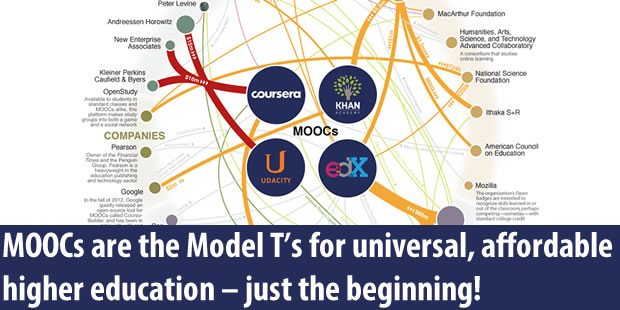 Peter Levine
Andreessen Horowitz
New Enterprise
Associates
Kleiner Perkins
Caufield & Byers
$16m
$15m
OpenStudy
Available to students in
standard classes and
MOOCs alike, this
platform makes study
groups into both a game
and a social network
COMPANIES
Pearson
Owner of the Financial
Times and the Penguin
Group, Pearson is a
heavyweight in the
education publishing
and technology sector
Google
In the fall of 2012, Google
quietly released an
open-source tool for
MOOCs called Course-
Builder, and has been in
$2m
coursera
KHAN
ACADEMY
MOOCs
U
UDACITY
edX
MacArthur Foundation
Humanities, Arts,
Science, and Technology
Advanced Collaboratory
A consortium that studies
online learning
National Science
Foundation
Ithaka S+R
American Council
on Education
Mozilla
The organization's Open
Badges are intended to
recognize skills learned in or
out of the classroom, perhaps
competing—someday—with
standard college credit
MOOCs are the Model T's for universal, affordable
higher education – just the beginning!